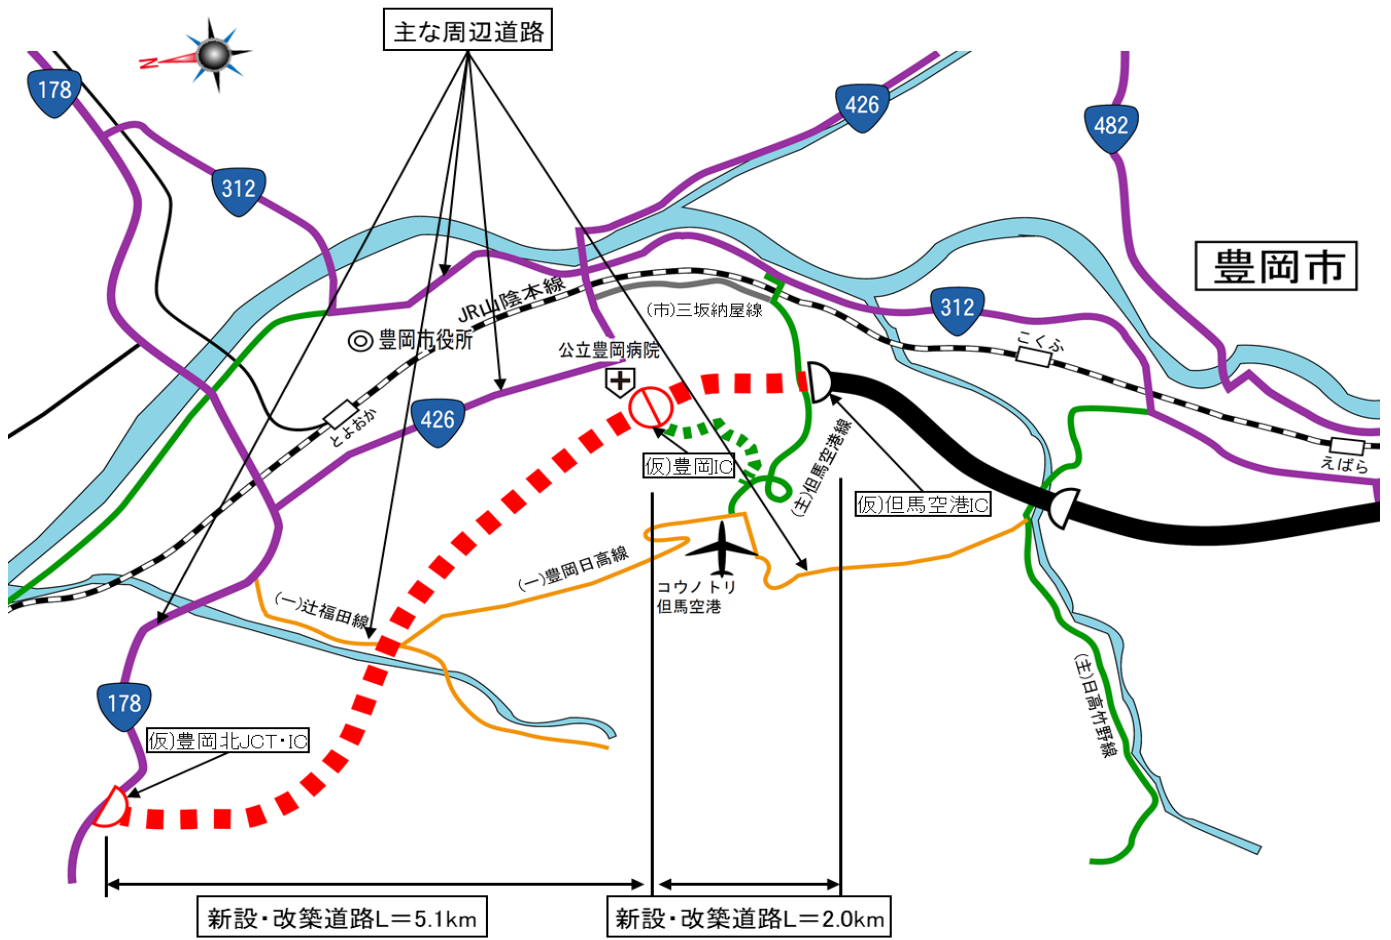 主な周辺道路
N
178
426
482
312
豊岡市
JR山陰本線
(市)三坂納屋線
312
こくふ
豊岡市役所
公立豊岡病院
とよおか
426
(主)但馬空港線
えばら
仮)豊岡IC
仮)但馬空港IC
(一)豊岡日高線
コウノトリ
但馬空港
(一)辻福田線
(主)日高竹野線
178
仮)豊岡北JCT・IC
新設・改築道路L＝5.1km
新設・改築道路L＝2.0km